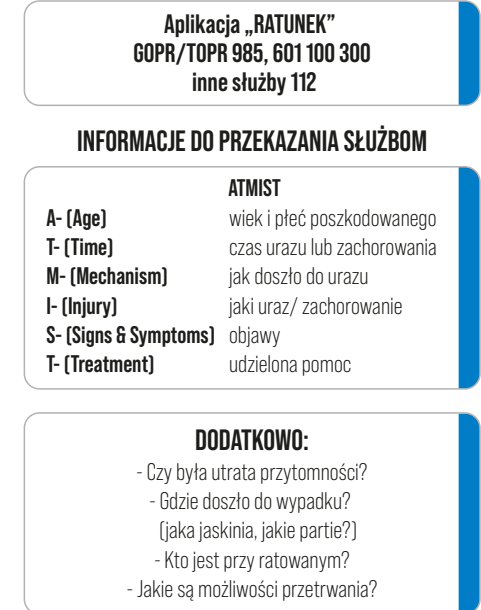 Aplikacja „RATUNEK”
GOPR/TOPR 985, 601 100 300
inne służby 112
INFORMACJE DO PRZEKAZANIA SŁUŻBOM
ATMIST
A- (Age) wiek i płeć poszkodowanego
T- (Time) czas urazu lub zachorowania
M- (Mechanism) jak doszło do urazu
I- (Injury) jaki uraz/ zachorowanie
S- (Signs & Symptoms) objawy
T- (Treatment) udzielona pomoc
DODATKOWO:
- Czy była utrata przytomności?
- Gdzie doszło do wypadku?
(jaka jaskinia, jakie partie?)
- Kto jest przy ratowanym?
- Jakie są możliwości przetrwania?